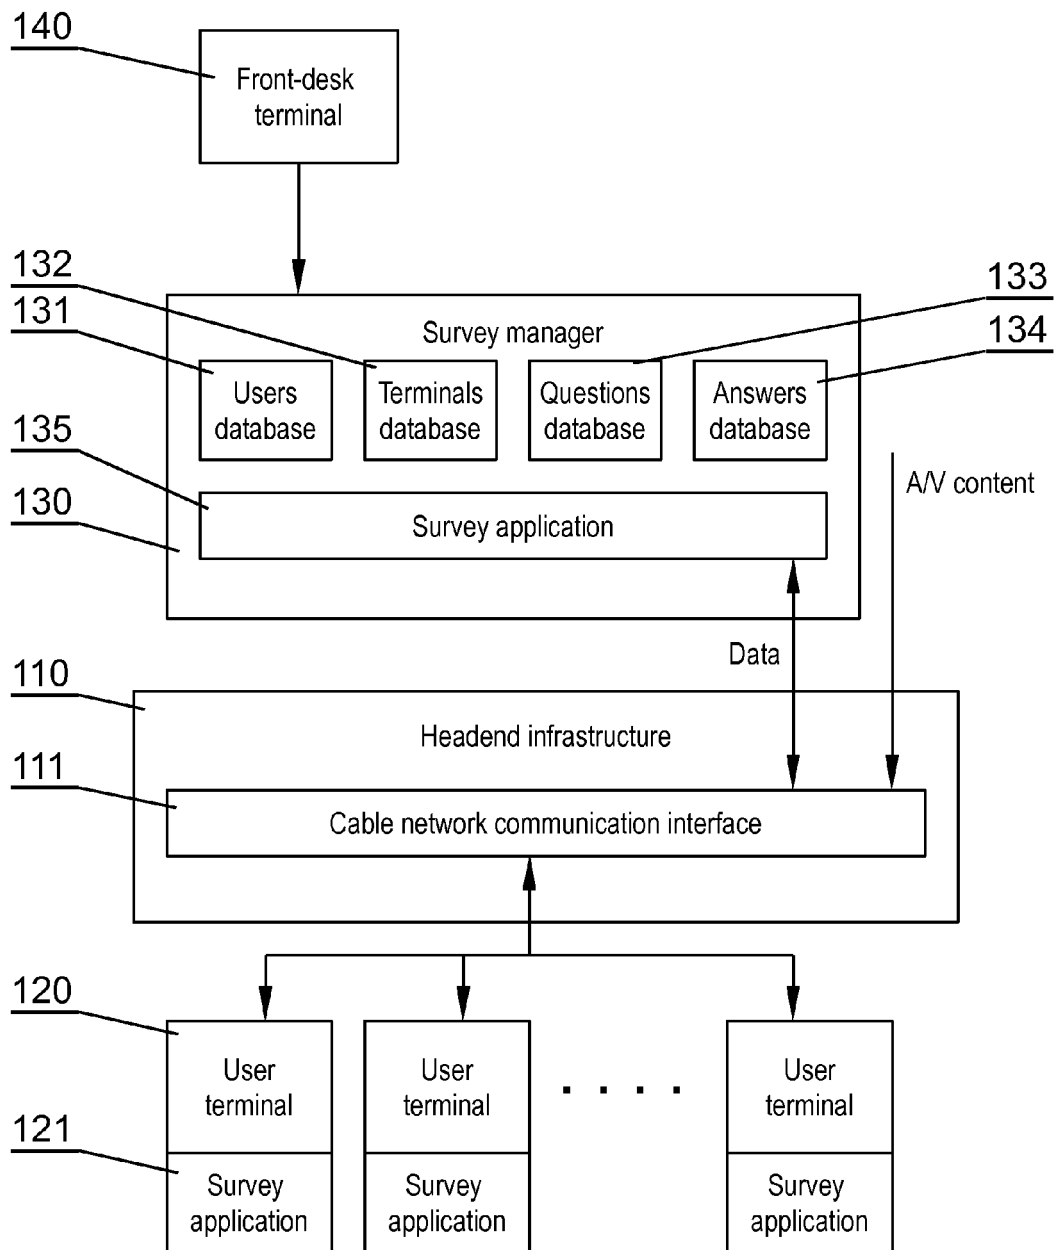 140
Front-desk
terminal
132
133
131
134
Survey manager
Users
database
Terminals
database
Questions
database
Answers
database
135
A/V content
130
Survey application
Data
110
Headend infrastructure
111
Cable network communication interface
120
User
terminal
User
terminal
. . . .
User
terminal
121
Survey
application
Survey
application
Survey
application